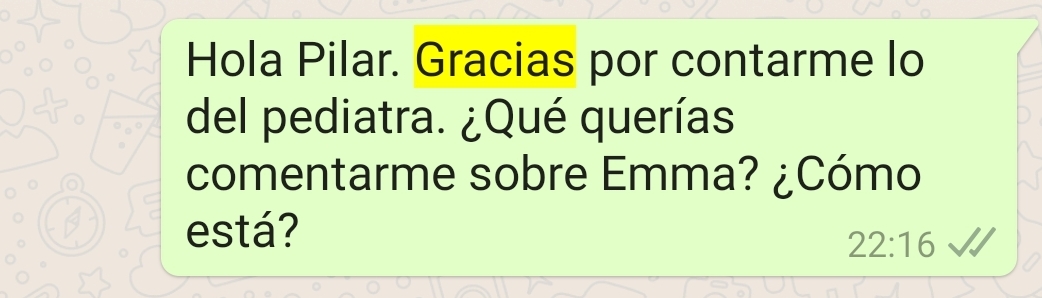 Hola Pilar. Gracias por contarme lo
del pediatra. ¿Qué querías
comentarme sobre Emma? ¿Cómo
está?
22:16